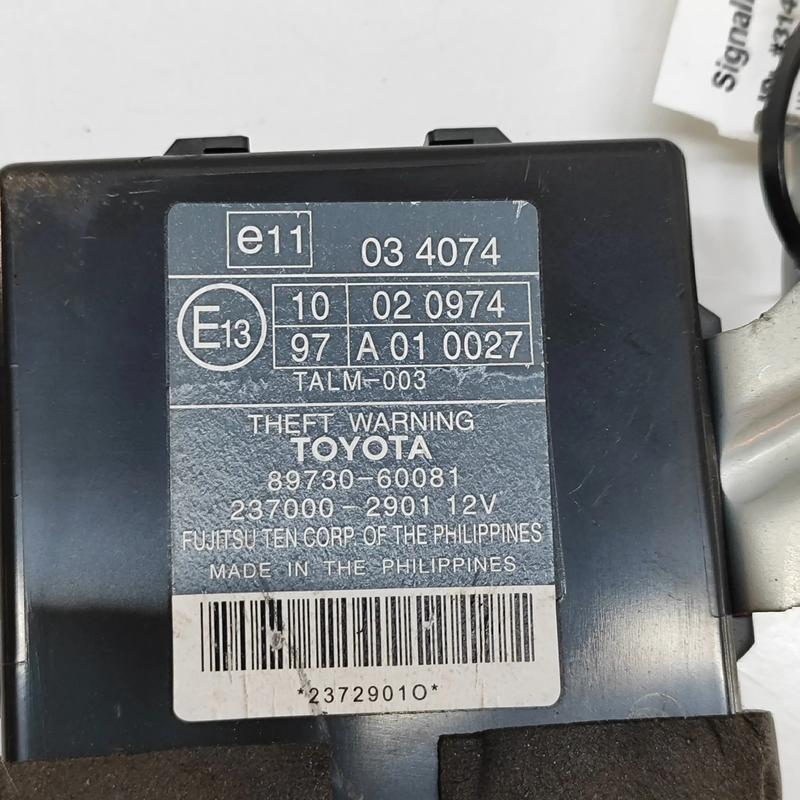 e11 03 4074
E13 10 02 0974
97 A 01 0027
TALM-003
THEFT WARNING
TOYOTA
89730-60081
237000-2901 12V
FUJITSU TEN CORP. OF THE PHILIPPINES
MADE IN THE PHILIPPINES
*2372901O*